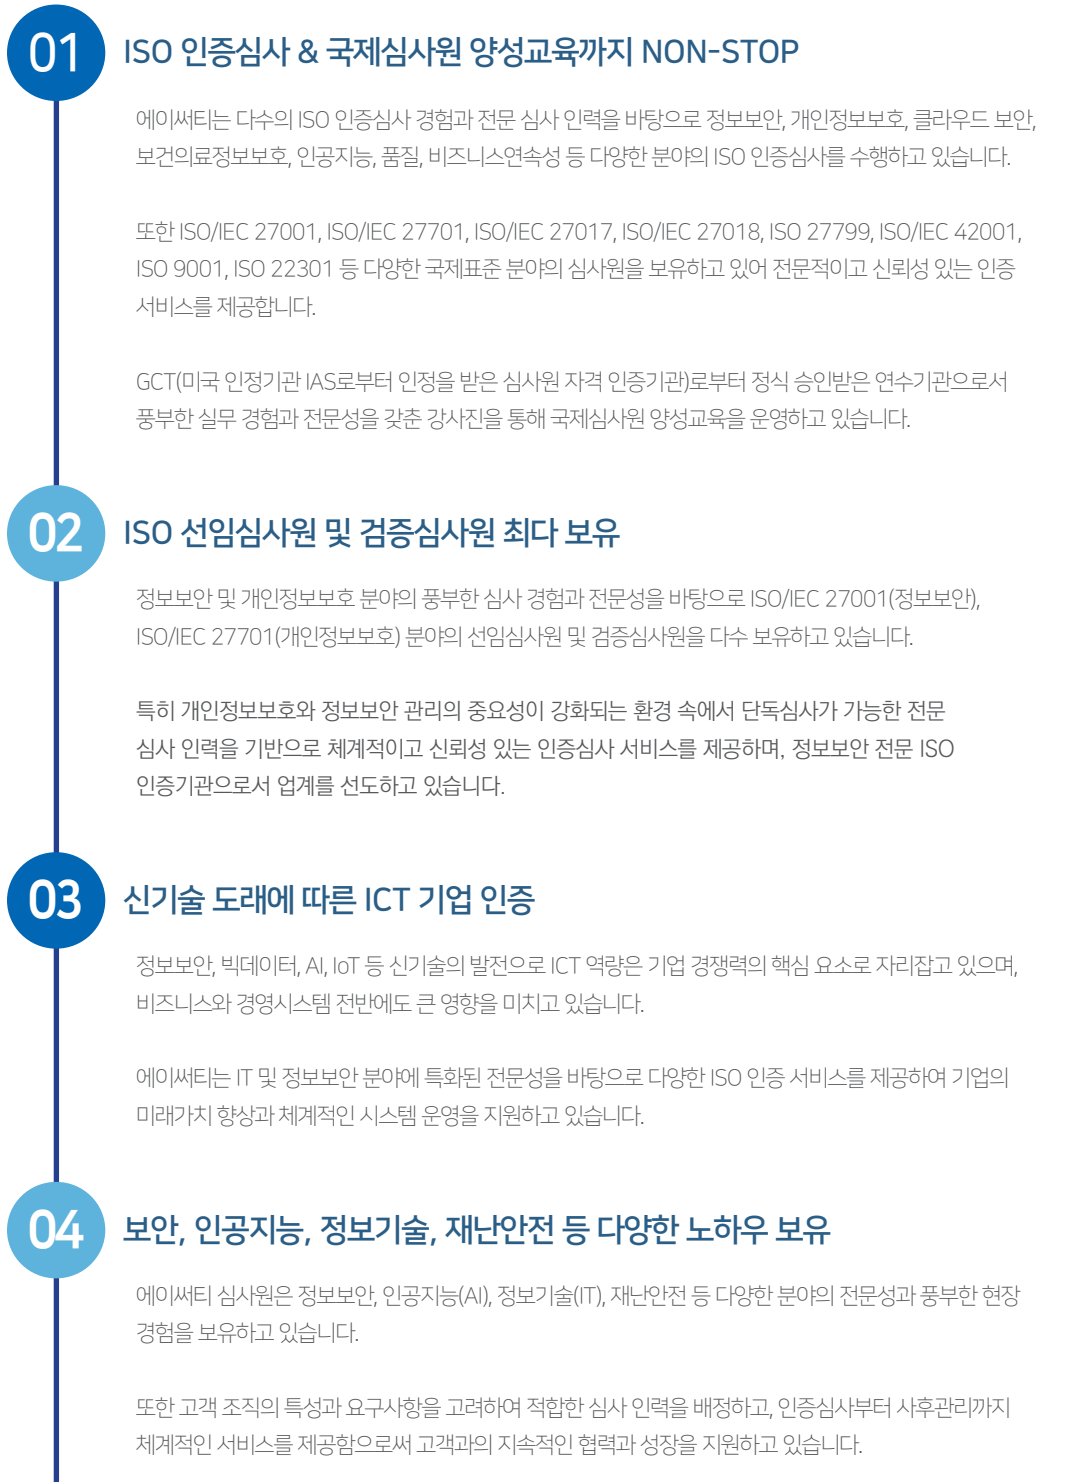 01
ISO 인증심사 & 국제심사원 양성교육까지 NON-STOP
에이써티는 다수의 ISO 인증심사 경험과 전문 심사 인력을 바탕으로 정보보안, 개인정보보호, 클라우드 보안,
보건의료정보보호, 인공지능, 품질, 비즈니스연속성 등 다양한 분야의 ISO 인증심사를 수행하고 있습니다.
또한 ISO/IEC 27001, ISO/IEC 27701, ISO/IEC 27017, ISO/IEC 27018, ISO 27799, ISO/IEC 42001,
ISO 9001, ISO 22301 등 다양한 국제표준 분야의 심사원을 보유하고 있어 전문적이고 신뢰성 있는 인증
서비스를 제공합니다.
GCT(미국 인정기관 IAS로부터 인정을 받은 심사원 자격 인증기관)로부터 정식 승인받은 연수기관으로서
풍부한 실무 경험과 전문성을 갖춘 강사진을 통해 국제심사원 양성교육을 운영하고 있습니다.
02
ISO 선임심사원 및 검증심사원 최다 보유
정보보안 및 개인정보보호 분야의 풍부한 심사 경험과 전문성을 바탕으로 ISO/IEC 27001(정보보안),
ISO/IEC 27701(개인정보보호) 분야의 선임심사원 및 검증심사원을 다수 보유하고 있습니다.
특히 개인정보보호와 정보보안 관리의 중요성이 강화되는 환경 속에서 단독심사가 가능한 전문
심사 인력을 기반으로 체계적이고 신뢰성 있는 인증심사 서비스를 제공하며, 정보보안 전문 ISO
인증기관으로서 업계를 선도하고 있습니다.
03
신기술 도래에 따른 ICT 기업 인증
정보보안, 빅데이터, AI, IoT 등 신기술의 발전으로 ICT 역량은 기업 경쟁력의 핵심 요소로 자리잡고 있으며,
비즈니스와 경영시스템 전반에도 큰 영향을 미치고 있습니다.
에이써티는 IT 및 정보보안 분야에 특화된 전문성을 바탕으로 다양한 ISO 인증 서비스를 제공하여 기업의
미래가치 향상과 체계적인 시스템 운영을 지원하고 있습니다.
04
보안, 인공지능, 정보기술, 재난안전 등 다양한 노하우 보유
에이써티 심사원은 정보보안, 인공지능(AI), 정보기술(IT), 재난안전 등 다양한 분야의 전문성과 풍부한 현장
경험을 보유하고 있습니다.
또한 고객 조직의 특성과 요구사항을 고려하여 적합한 심사 인력을 배정하고, 인증심사부터 사후관리까지
체계적인 서비스를 제공함으로써 고객과의 지속적인 협력과 성장을 지원하고 있습니다.